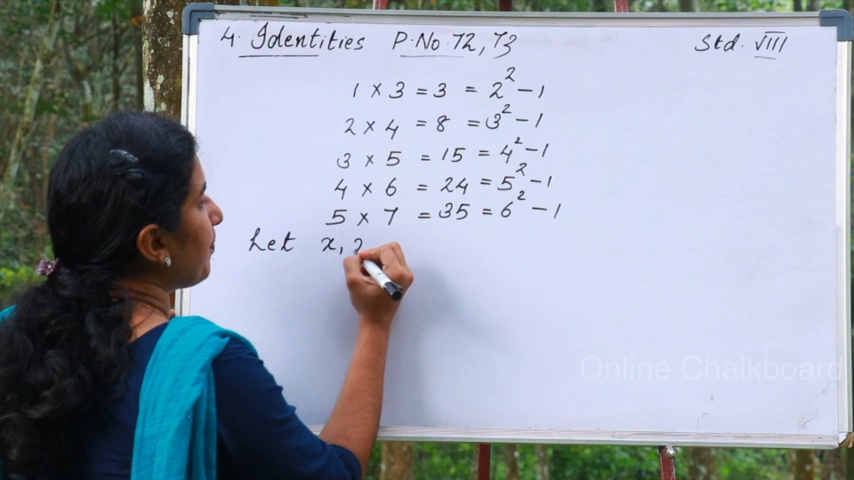 4. Identities P.No.72,73 Std. VIII
1 × 3 = 3 = 2² - 1
2 × 4 = 8 = 3² - 1
3 × 5 = 15 = 4² - 1
4 × 6 = 24 = 5² - 1
5 × 7 = 35 = 6² - 1
Let x,
Online Chalkboard